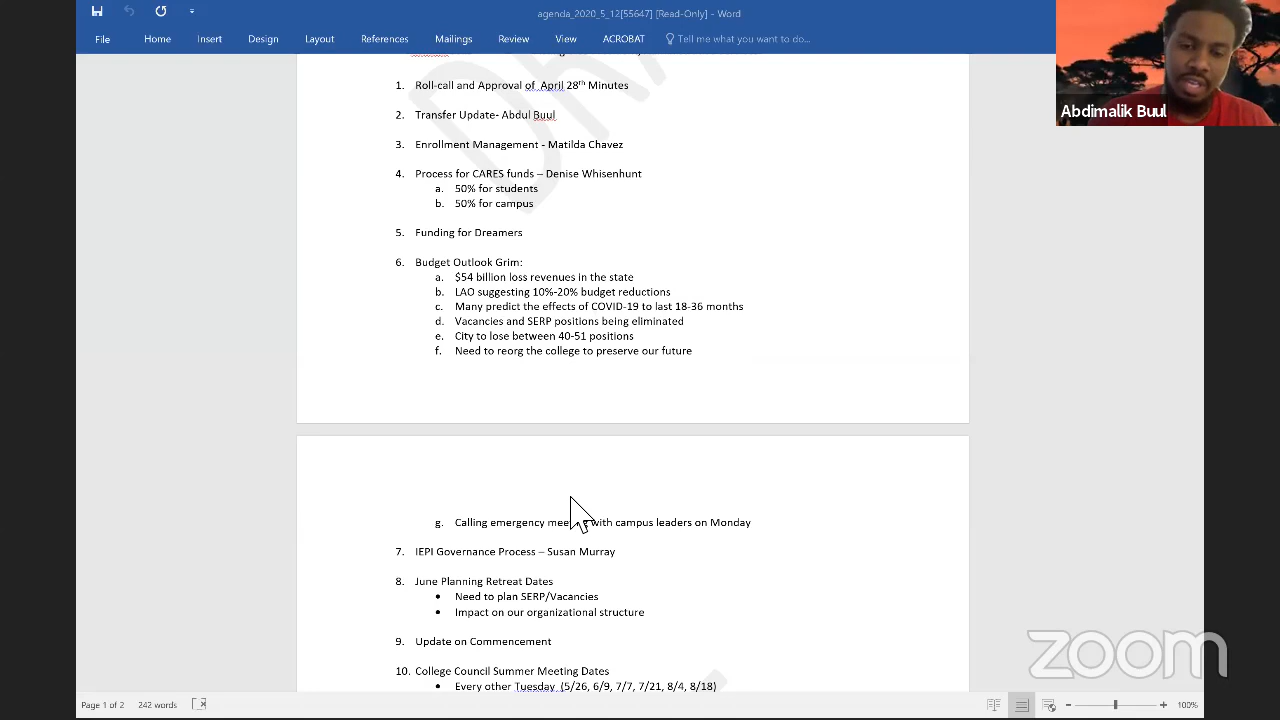 agenda_2020_5_12[55647] [Read-Only] - Word
File Home Insert Design Layout References Mailings Review View ACROBAT Tell me what you want to do...
Abdimalik Buul
1. Roll-call and Approval of April 28th Minutes
2. Transfer Update- Abdul Buul
3. Enrollment Management - Matilda Chavez
4. Process for CARES funds – Denise Whisenhunt
a. 50% for students
b. 50% for campus
5. Funding for Dreamers
6. Budget Outlook Grim:
a. $54 billion loss revenues in the state
b. LAO suggesting 10%-20% budget reductions
c. Many predict the effects of COVID-19 to last 18-36 months
d. Vacancies and SERP positions being eliminated
e. City to lose between 40-51 positions
f. Need to reorg the college to preserve our future
g. Calling emergency meeting with campus leaders on Monday
7. IEPI Governance Process – Susan Murray
8. June Planning Retreat Dates
• Need to plan SERP/Vacancies
• Impact on our organizational structure
9. Update on Commencement
10. College Council Summer Meeting Dates
• Every other Tuesday (5/26, 6/9, 7/7, 7/21, 8/4, 8/18)
zoom
Page 1 of 2 242 words 100%